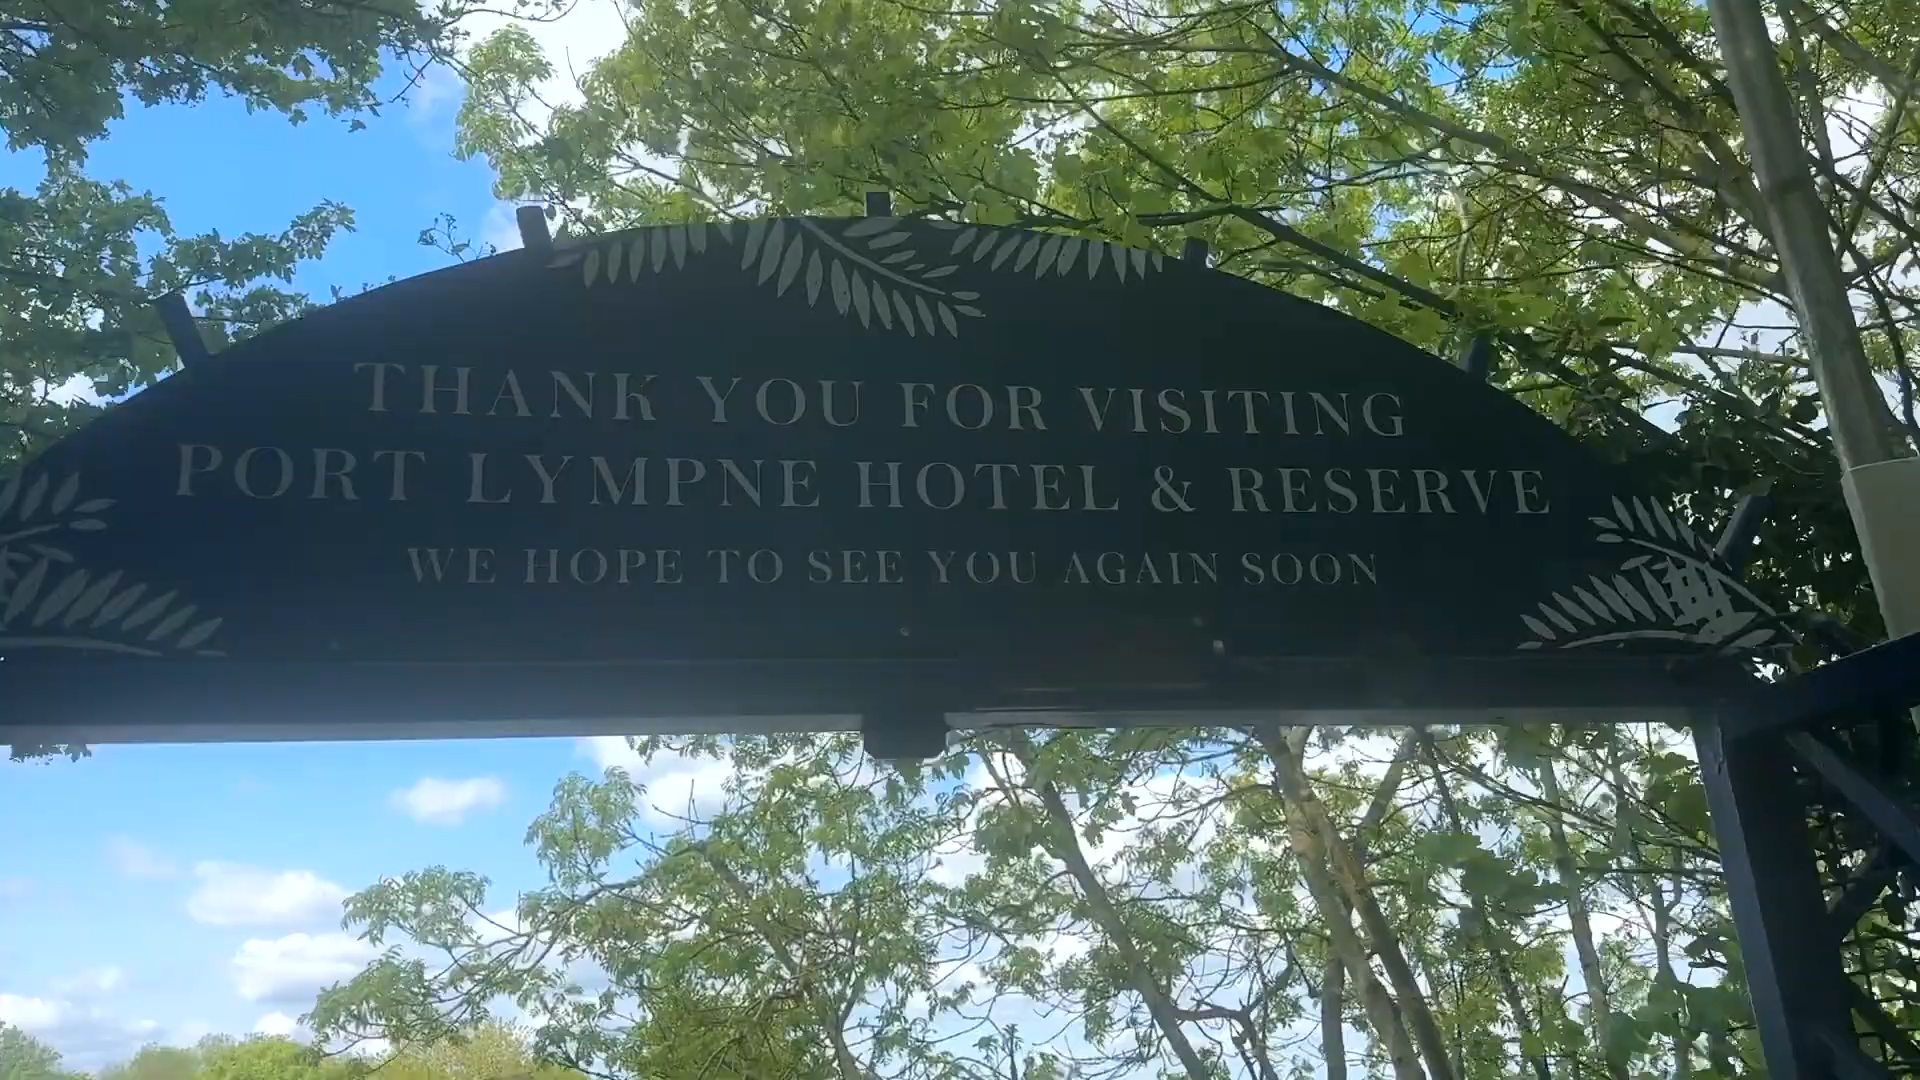 THANK YOU FOR VISITING
PORT LYMPNE HOTEL & RESERVE
WE HOPE TO SEE YOU AGAIN SOON